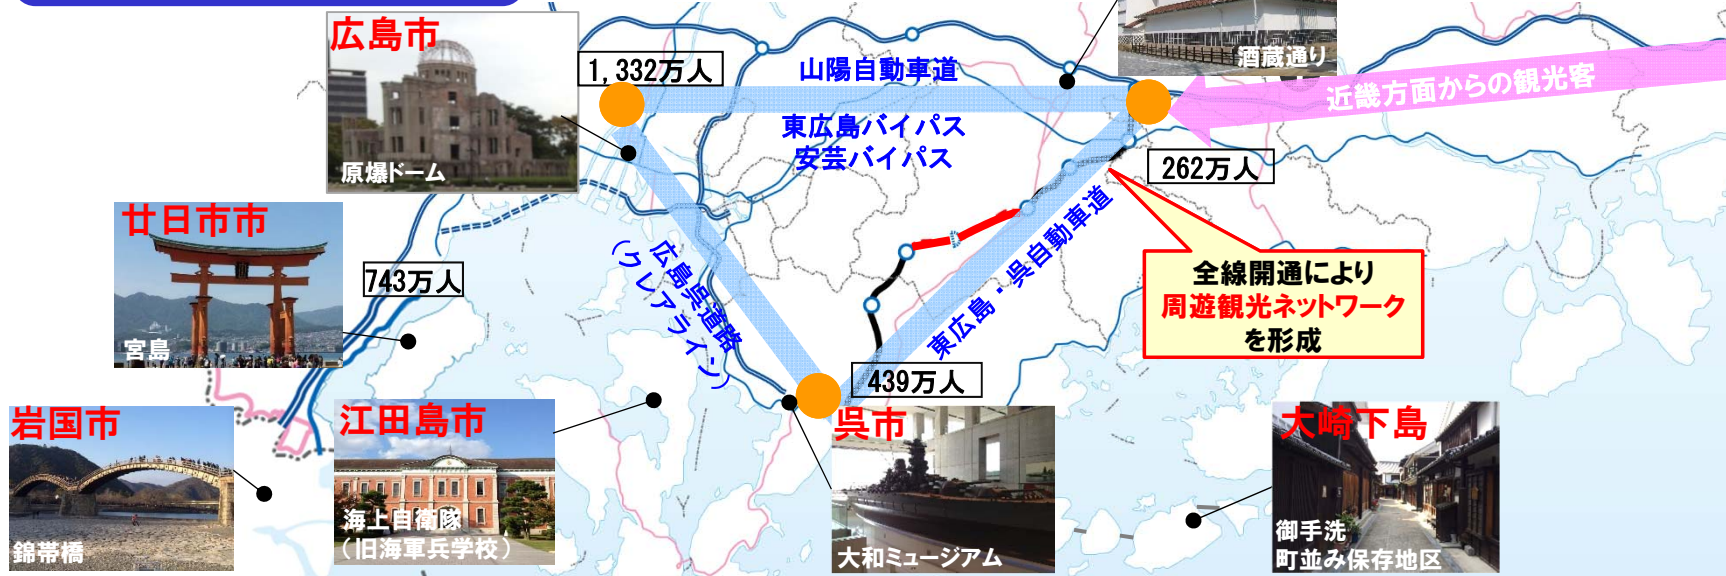 広島市
原爆ドーム
1,332万人
山陽自動車道
東広島バイパス
安芸バイパス
酒蔵通り
近畿方面からの観光客
262万人
廿日市市
宮島
743万人
広島呉道路
（クレアライン）
東広島・呉自動車道
全線開通により
周遊観光ネットワーク
を形成
439万人
岩国市
錦帯橋
江田島市
海上自衛隊
（旧海軍兵学校）
呉市
大和ミュージアム
大崎下島
御手洗
町並み保存地区